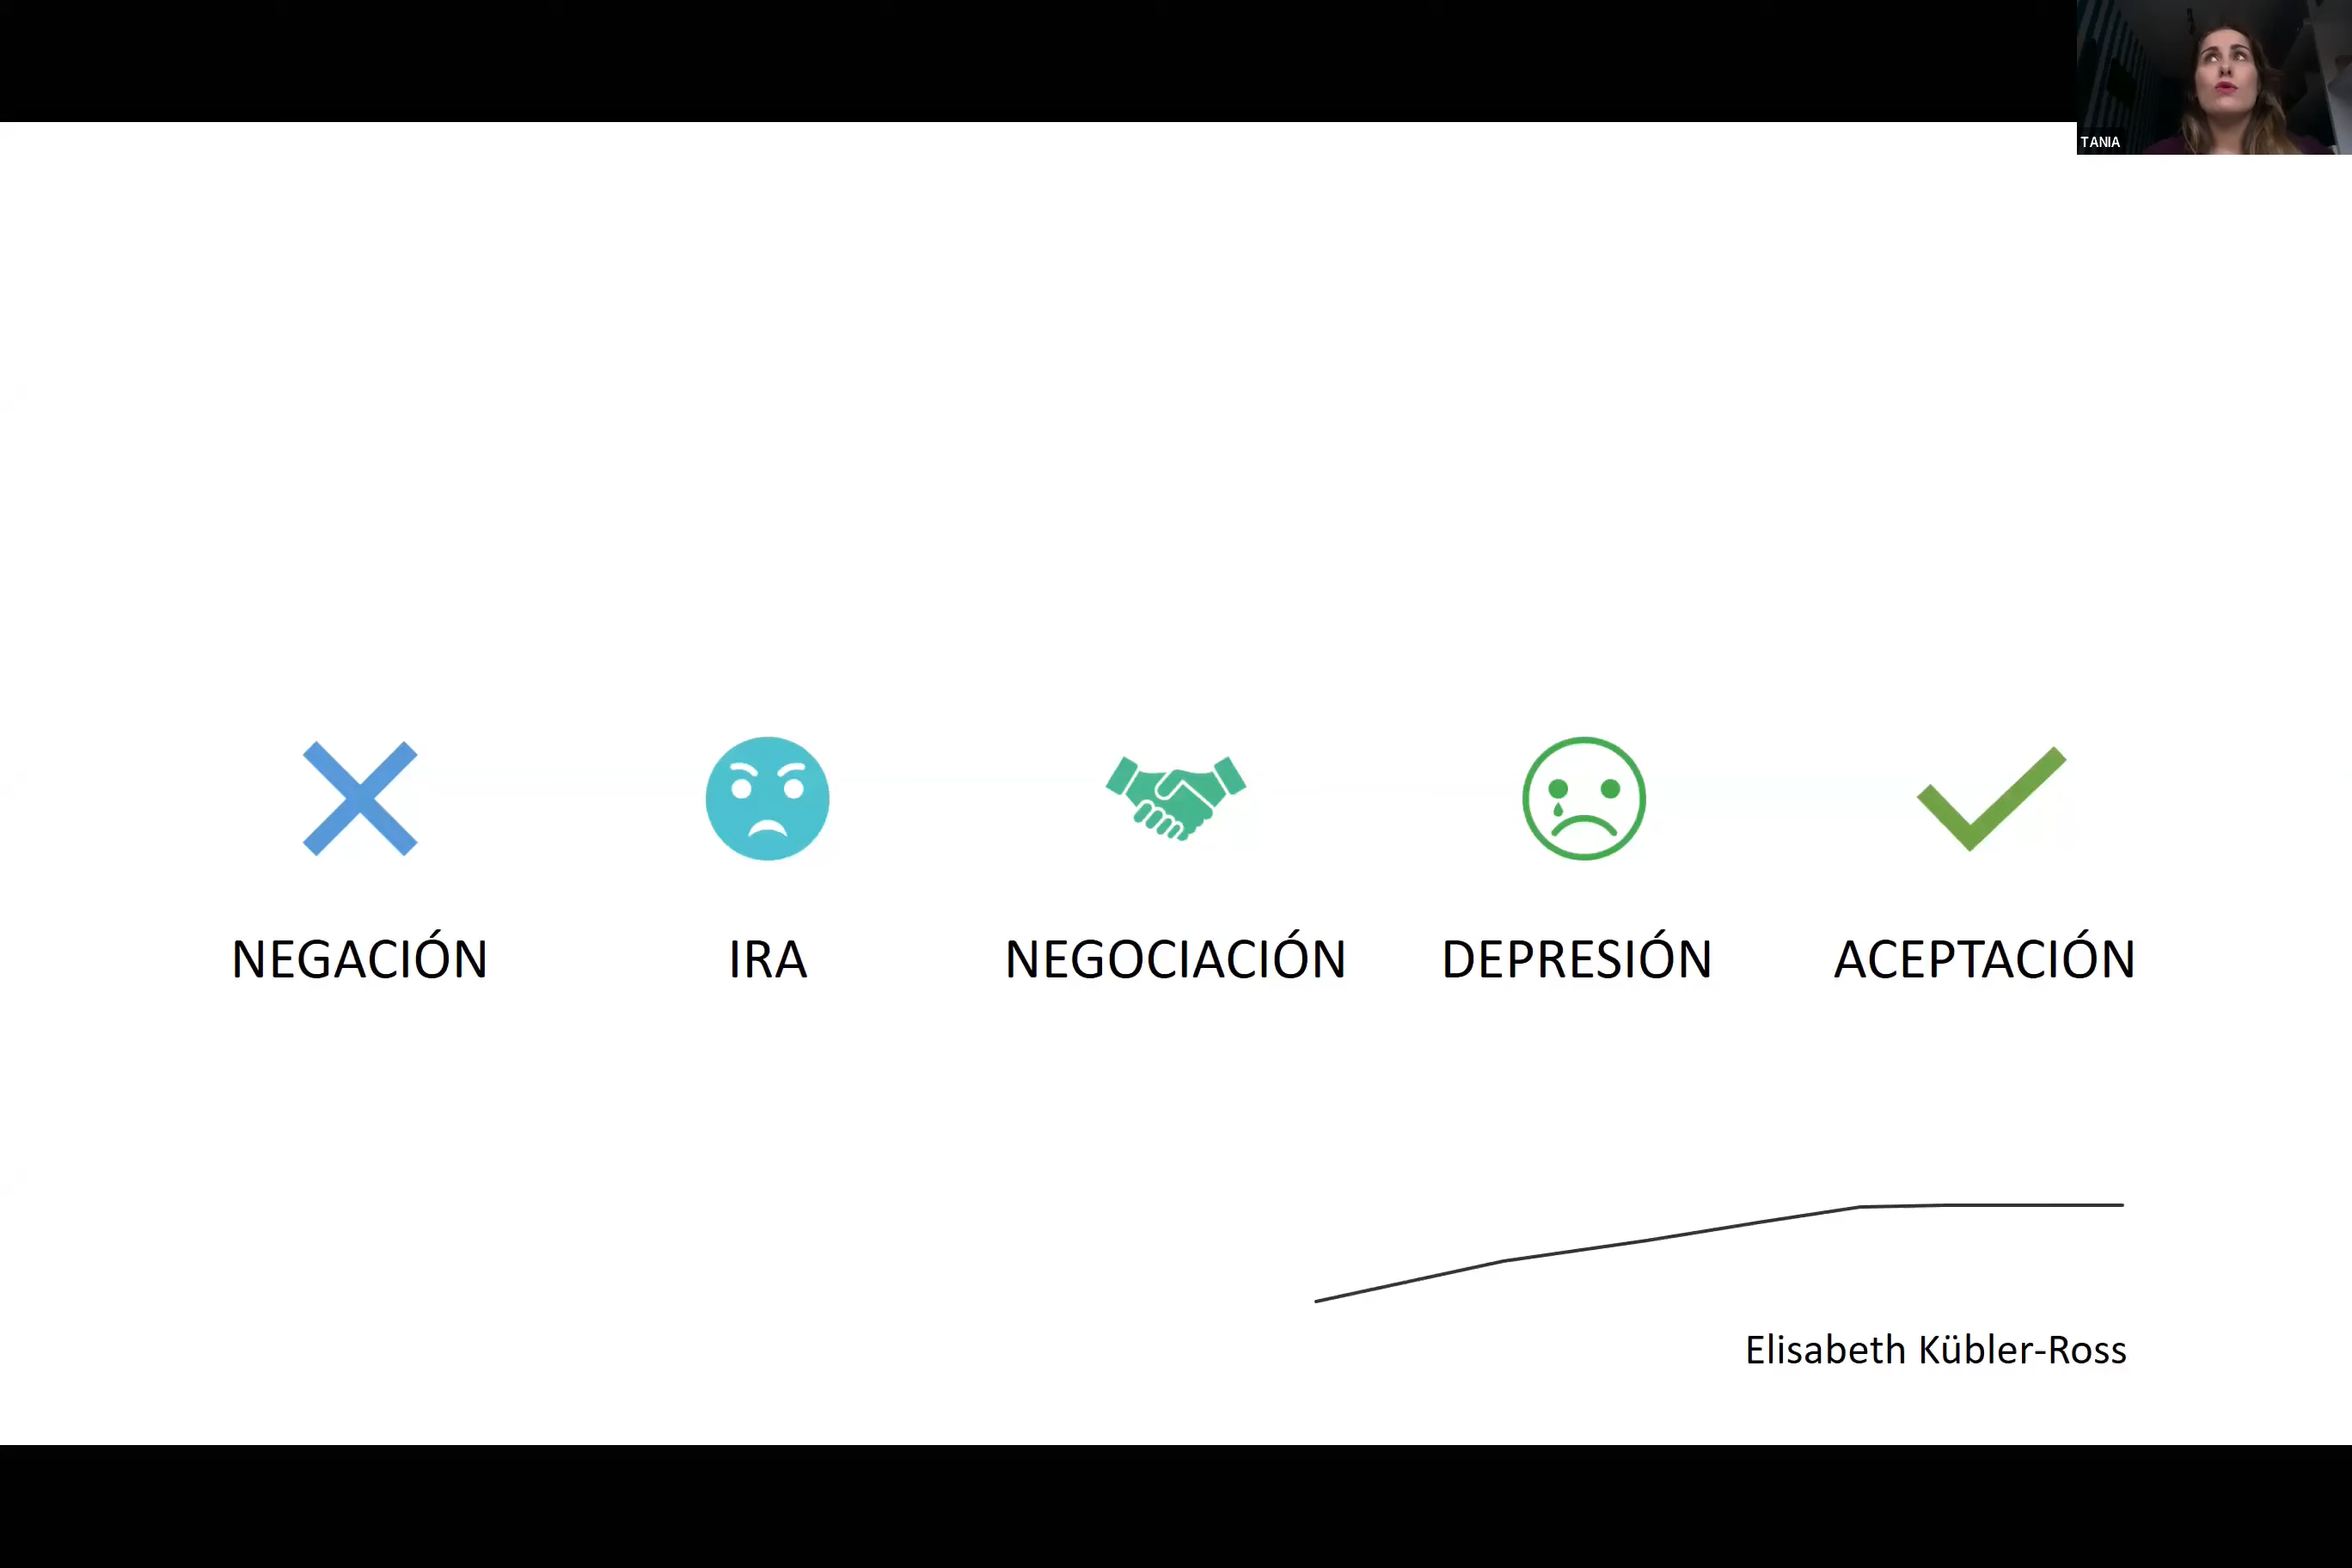 TANIA
NEGACIÓN
IRA
NEGOCIACIÓN
DEPRESIÓN
ACEPTACIÓN
Elisabeth Kübler-Ross